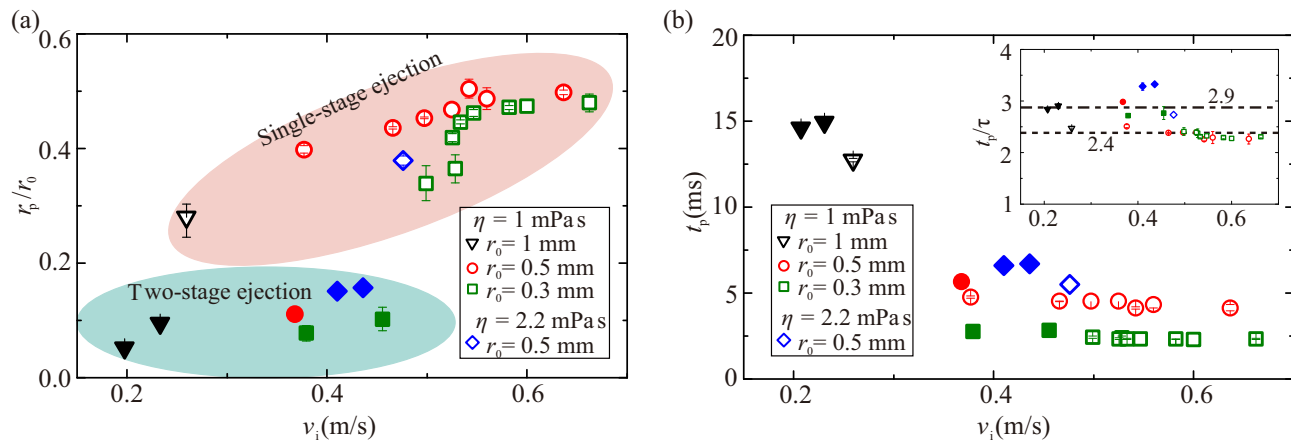 (a)
0.6
0.4
0.2
0.0
r_p/r_0
Single-stage ejection
Two-stage ejection
η = 1 mPas
r_0= 1 mm
r_0= 0.5 mm
r_0= 0.3 mm
η = 2.2 mPas
r_0= 0.5 mm
0.2
0.4
0.6
v_i(m/s)
(b)
20
15
10
5
0
t_p(ms)
η = 1 mPas
r_0= 1 mm
r_0= 0.5 mm
r_0= 0.3 mm
η = 2.2 mPas
r_0= 0.5 mm
4
3
2
1
t_p/τ
2.9
2.4
0.2
0.4
0.6
0.2
0.4
0.6
v_i(m/s)